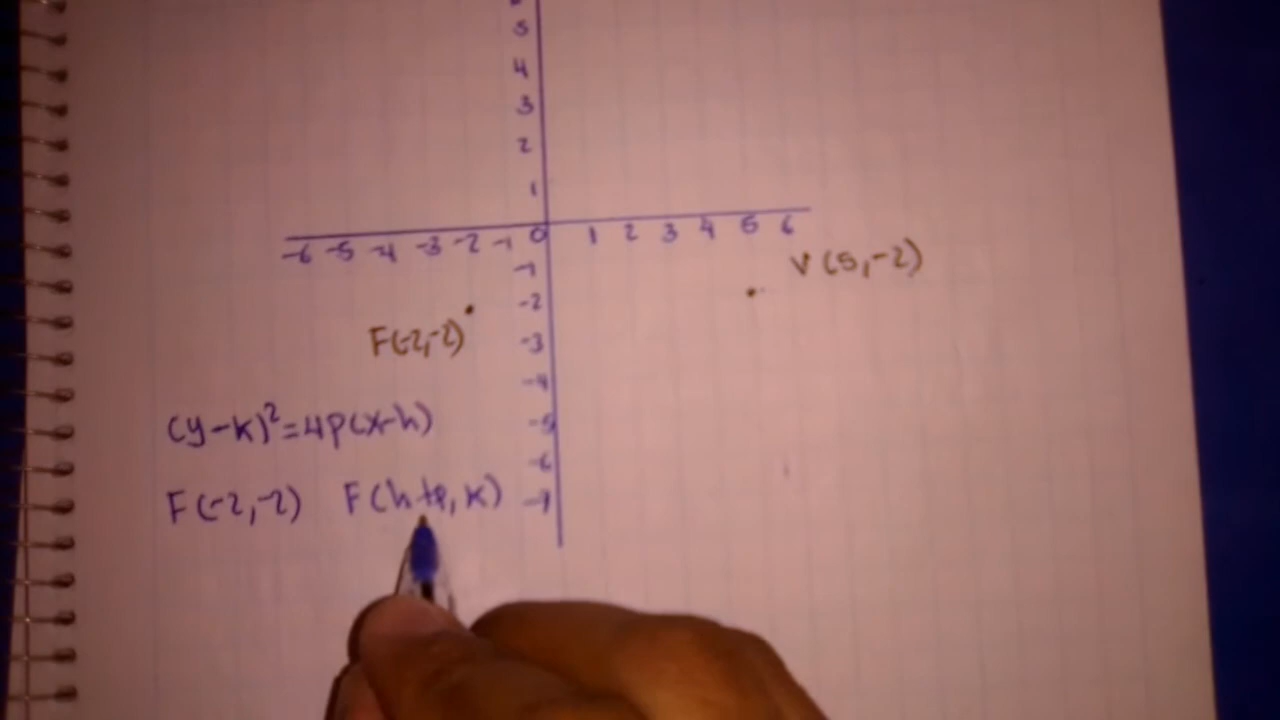 5
4
3
2
1
-6 -5 -4 -3 -2 -1 0 1 2 3 4 5 6
V(5,-2)
-1
-2
F(-2,-2)
-3
-4
(y-k)²=4p(x-h)
-5
-6
F(-2,-2) F(h+p,k)
-7